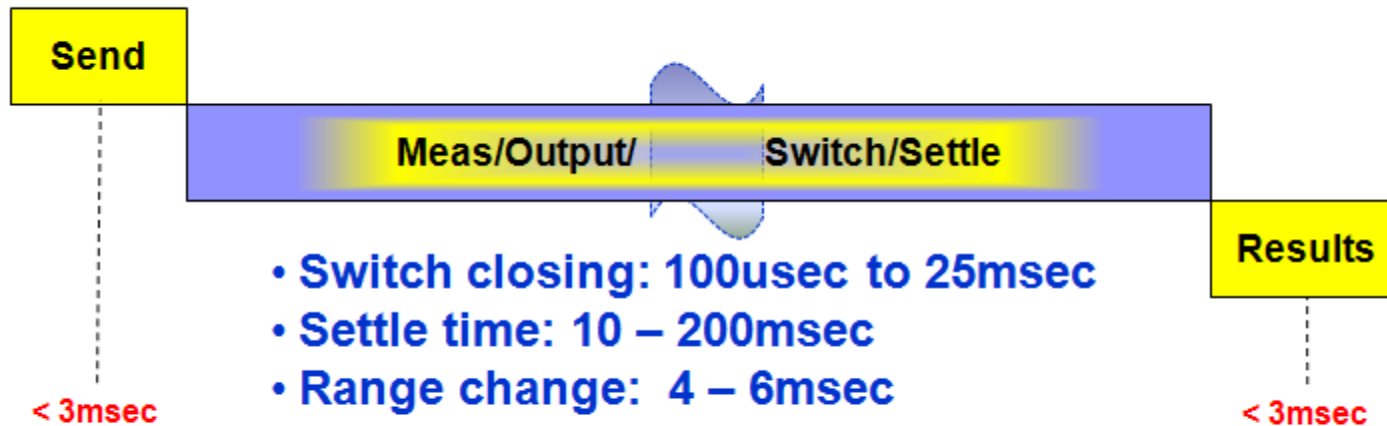 Send
Meas/Output/ Switch/Settle
Results
• Switch closing: 100usec to 25msec
• Settle time: 10 – 200msec
• Range change: 4 – 6msec
< 3msec
< 3msec